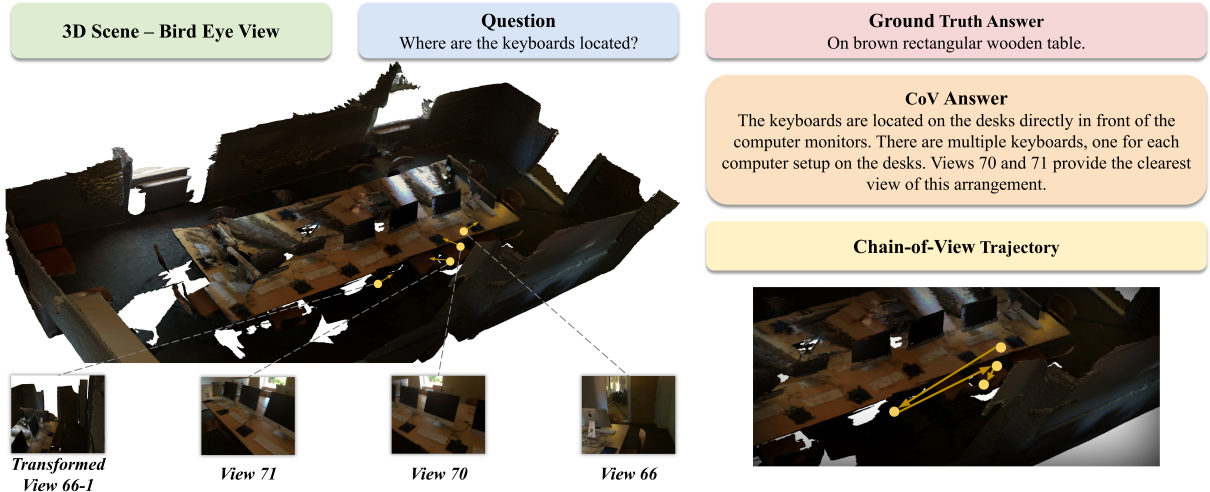 3D Scene – Bird Eye View
Question
Where are the keyboards located?
Ground Truth Answer
On brown rectangular wooden table.
CoV Answer
The keyboards are located on the desks directly in front of the
computer monitors. There are multiple keyboards, one for each
computer setup on the desks. Views 70 and 71 provide the clearest
view of this arrangement.
Chain-of-View Trajectory
Transformed
View 66-1
View 71
View 70
View 66